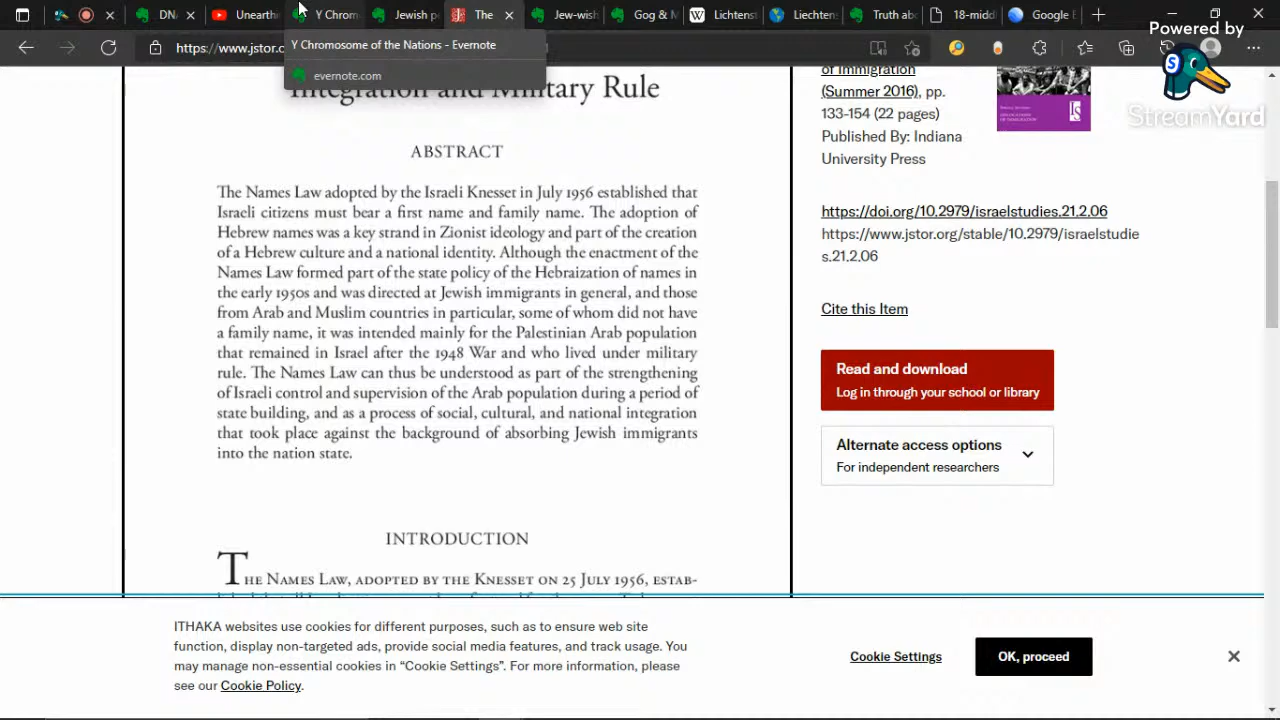 DN
Unearth
Y Chrom
Jewish p
The
Jew-wish
Gog & M
Lichtenst
Liechten
Truth ab
18-middl
Google E
Powered by
StreamYard
https://www.jstor.
Y Chromosome of the Nations - Evernote
evernote.com
Integration and Military Rule
ABSTRACT
The Names Law adopted by the Israeli Knesset in July 1956 established that
Israeli citizens must bear a first name and family name. The adoption of
Hebrew names was a key strand in Zionist ideology and part of the creation
of a Hebrew culture and a national identity. Although the enactment of the
Names Law formed part of the state policy of the Hebraization of names in
the early 1950s and was directed at Jewish immigrants in general, and those
from Arab and Muslim countries in particular, some of whom did not have
a family name, it was intended mainly for the Palestinian Arab population
that remained in Israel after the 1948 War and who lived under military
rule. The Names Law can thus be understood as part of the strengthening
of Israeli control and supervision of the Arab population during a period of
state building, and as a process of social, cultural, and national integration
that took place against the background of absorbing Jewish immigrants
into the nation state.
INTRODUCTION
The Names Law, adopted by the Knesset on 25 July 1956, estab-
of Immigration
(Summer 2016), pp.
133-154 (22 pages)
Published By: Indiana
University Press
https://doi.org/10.2979/israelstudies.21.2.06
https://www.jstor.org/stable/10.2979/israelstudie
s.21.2.06
Cite this Item
Read and download
Log in through your school or library
Alternate access options
For independent researchers
ITHAKA websites use cookies for different purposes, such as to ensure web site
function, display non-targeted ads, provide social media features, and track usage. You
may manage non-essential cookies in “Cookie Settings”. For more information, please
see our Cookie Policy.
Cookie Settings
OK, proceed